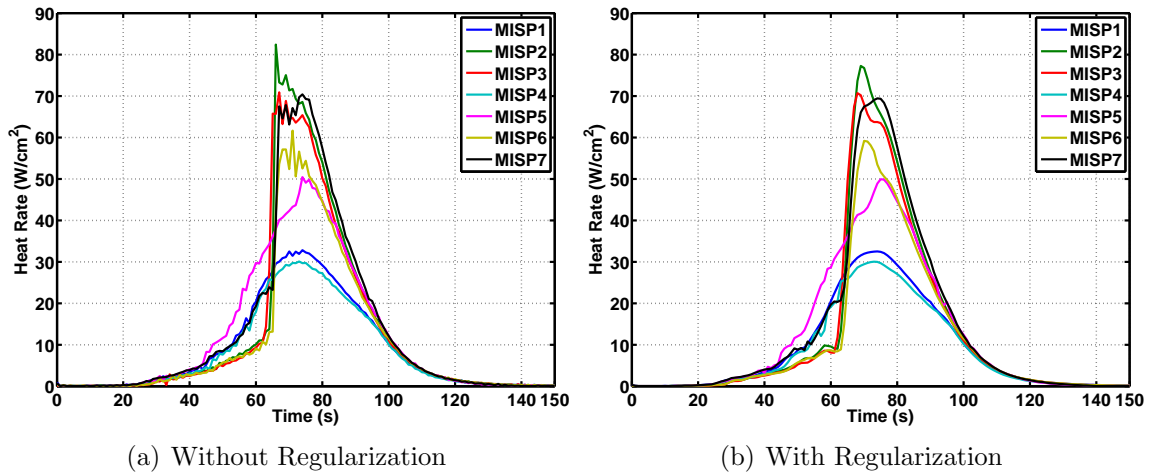 90
80
70
60
50
40
30
20
10
0
Heat Rate (W/cm²)
0 20 40 60 80 100 120 140 150
Time (s)
MISP1
MISP2
MISP3
MISP4
MISP5
MISP6
MISP7
(a) Without Regularization
90
80
70
60
50
40
30
20
10
0
Heat Rate (W/cm²)
0 20 40 60 80 100 120 140 150
Time (s)
MISP1
MISP2
MISP3
MISP4
MISP5
MISP6
MISP7
(b) With Regularization